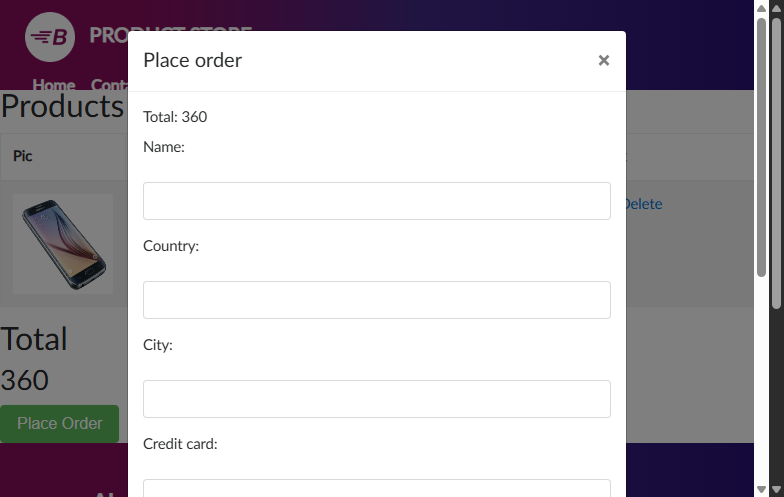 B PRODUCT STORE
Home
Place order ×
Products
Total: 360
Name:
Pic
Delete
Country:
City:
Total
360
Place Order
Credit card: